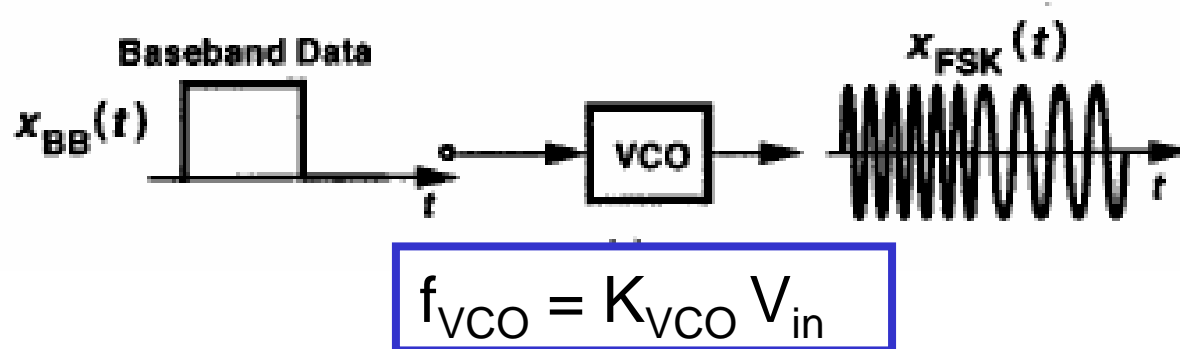 Baseband Data
x_BB(t)
t
VCO
x_FSK(t)
t
f_VCO = K_VCO V_in